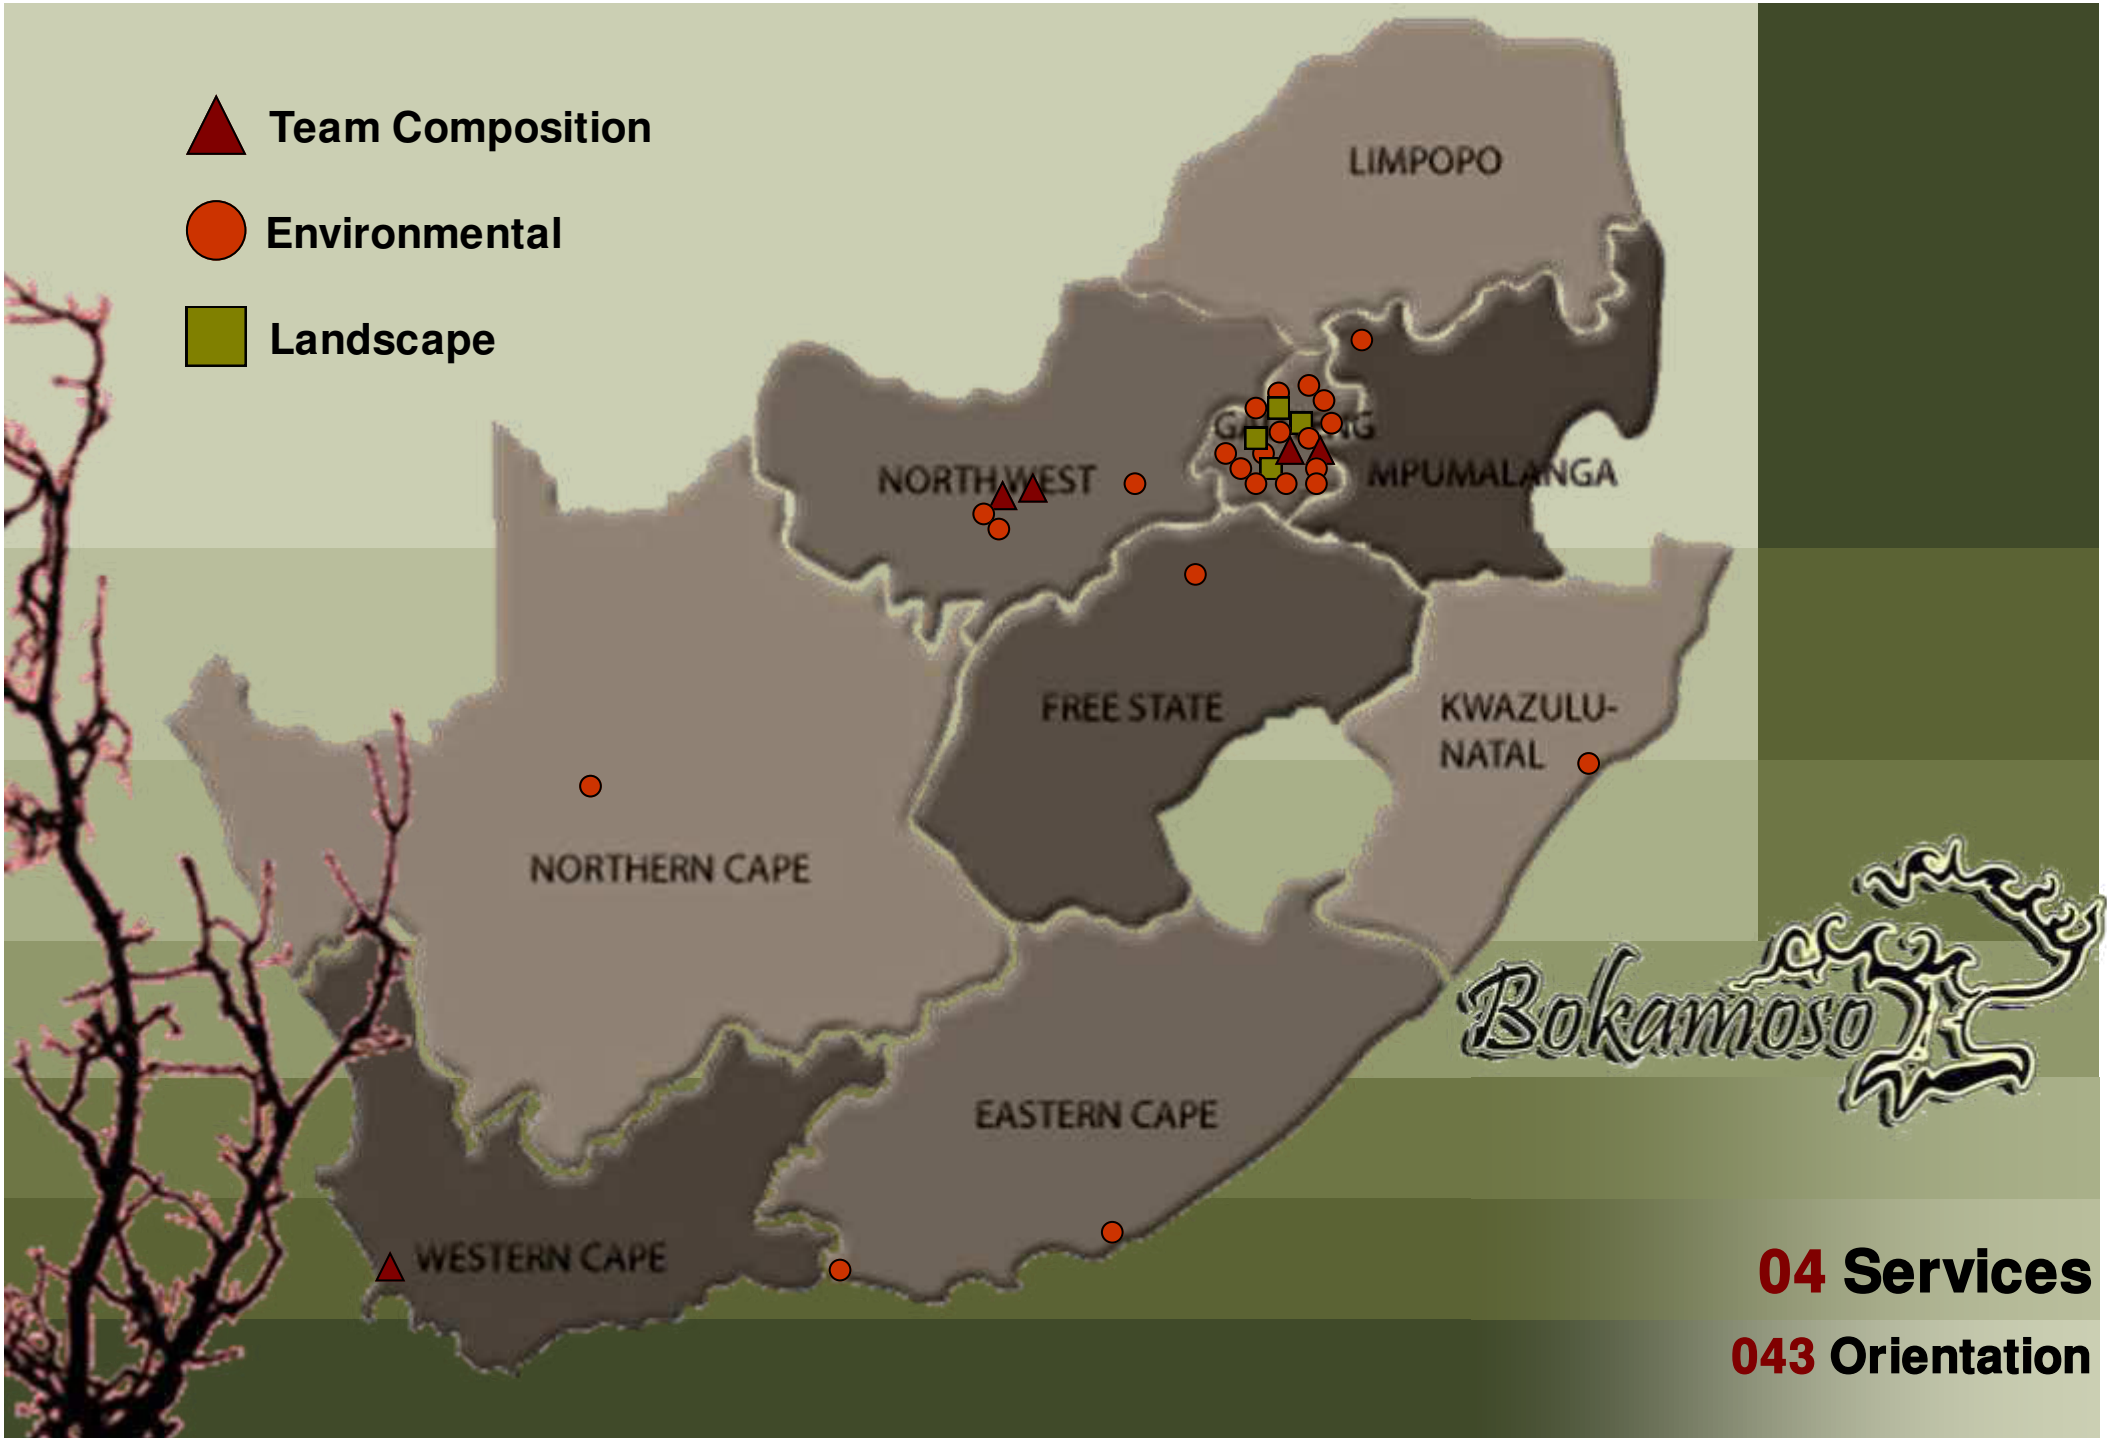 Team Composition
Environmental
Landscape
LIMPOPO
GAUTENG
NORTH WEST
MPUMALANGA
FREE STATE
KWAZULU-
NATAL
NORTHERN CAPE
Bokamoso
EASTERN CAPE
WESTERN CAPE
04 Services
043 Orientation